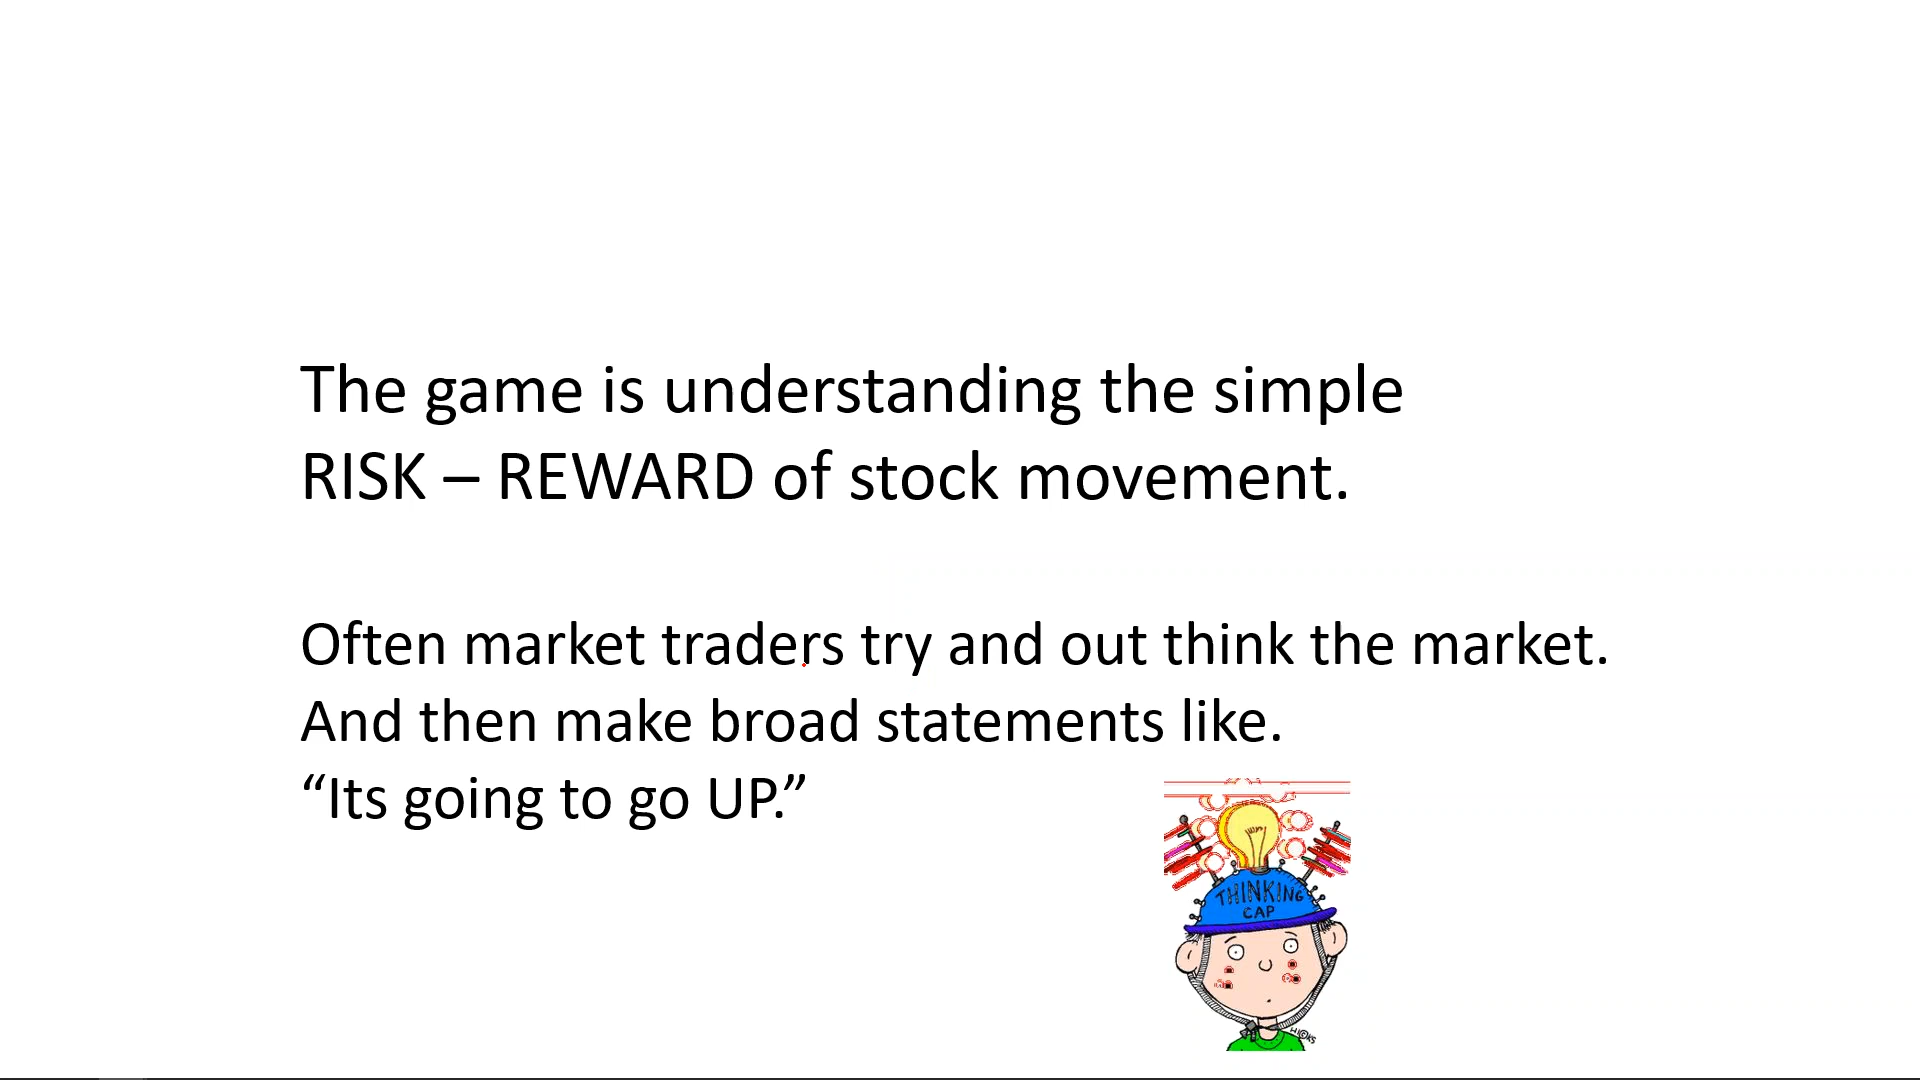 The game is understanding the simple
RISK – REWARD of stock movement.
Often market traders try and out think the market.
And then make broad statements like.
“Its going to go UP.”
THINKING
CAP
HICKS